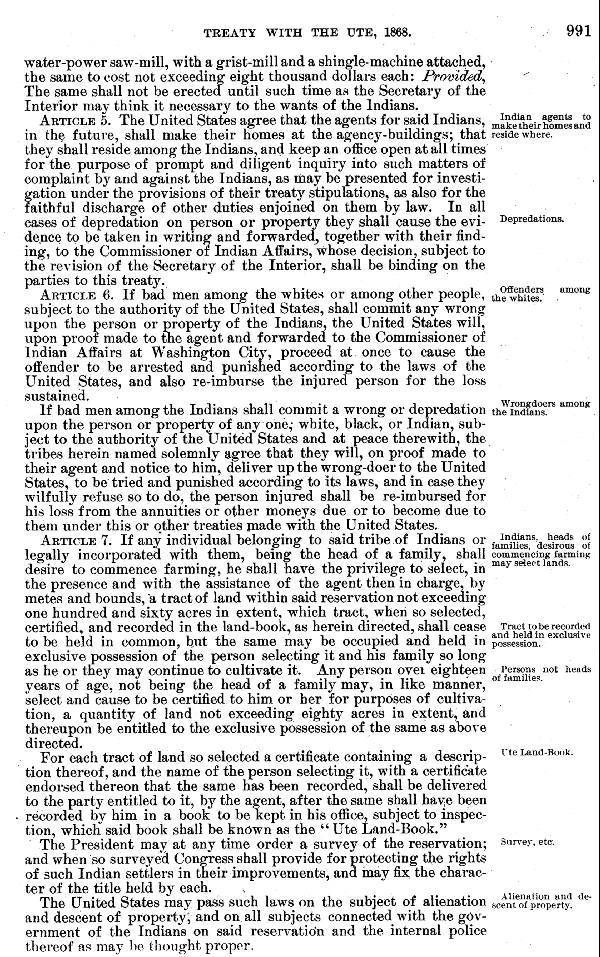 TREATY WITH THE UTE, 1868.
991
water-power saw-mill, with a grist-mill and a shingle-machine attached,
the same to cost not exceeding eight thousand dollars each: Provided,
The same shall not be erected until such time as the Secretary of the
Interior may think it necessary to the wants of the Indians.
ARTICLE 5. The United States agree that the agents for said Indians,
in the future, shall make their homes at the agency-buildings; that
they shall reside among the Indians, and keep an office open at all times
for the purpose of prompt and diligent inquiry into such matters of
complaint by and against the Indians, as may be presented for investi-
gation under the provisions of their treaty stipulations, as also for the
faithful discharge of other duties enjoined on them by law. In all
cases of depredation on person or property they shall cause the evi-
dence to be taken in writing and forwarded, together with their find-
ing, to the Commissioner of Indian Affairs, whose decision, subject to
the revision of the Secretary of the Interior, shall be binding on the
parties to this treaty.
ARTICLE 6. If bad men among the whites or among other people,
subject to the authority of the United States, shall commit any wrong
upon the person or property of the Indians, the United States will,
upon proof made to the agent and forwarded to the Commissioner of
Indian Affairs at Washington City, proceed at once to cause the
offender to be arrested and punished according to the laws of the
United States, and also re-imburse the injured person for the loss
sustained.
If bad men among the Indians shall commit a wrong or depredation
upon the person or property of any one, white, black, or Indian, sub-
ject to the authority of the United States and at peace therewith, the
tribes herein named solemnly agree that they will, on proof made to
their agent and notice to him, deliver up the wrong-doer to the United
States, to be tried and punished according to its laws, and in case they
wilfully refuse so to do, the person injured shall be re-imbursed for
his loss from the annuities or other moneys due or to become due to
them under this or other treaties made with the United States.
ARTICLE 7. If any individual belonging to said tribe of Indians or
legally incorporated with them, being the head of a family, shall
desire to commence farming, he shall have the privilege to select, in
the presence and with the assistance of the agent then in charge, by
metes and bounds, a tract of land within said reservation not exceeding
one hundred and sixty acres in extent, which tract, when so selected,
certified, and recorded in the land-book, as herein directed, shall cease
to be held in common, but the same may be occupied and held in
exclusive possession of the person selecting it and his family so long
as he or they may continue to cultivate it. Any person over eighteen
years of age, not being the head of a family may, in like manner,
select and cause to be certified to him or her for purposes of cultiva-
tion, a quantity of land not exceeding eighty acres in extent, and
thereupon be entitled to the exclusive possession of the same as above
directed.
For each tract of land so selected a certificate containing a descrip-
tion thereof, and the name of the person selecting it, with a certificate
endorsed thereon that the same has been recorded, shall be delivered
to the party entitled to it, by the agent, after the same shall have been
recorded by him in a book to be kept in his office, subject to inspec-
tion, which said book shall be known as the "Ute Land-Book."
The President may at any time order a survey of the reservation;
and when so surveyed Congress shall provide for protecting the rights
of such Indian settlers in their improvements, and may fix the charac-
ter of the title held by each.
The United States may pass such laws on the subject of alienation
and descent of property, and on all subjects connected with the gov-
ernment of the Indians on said reservation and the internal police
thereof as may be thought proper.
Indian agents to
make their homes and
reside where.
Depredations.
Offenders among
the whites.
Wrongdoers among
the Indians.
Indians, heads of
families, desirous of
commencing farming
may select lands.
Tract to be recorded
and held in exclusive
possession.
Persons not heads
of families.
Ute Land-Book.
Survey, etc.
Alienation and de-
scent of property.